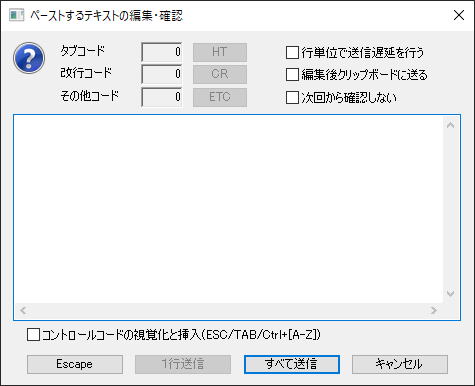 ペーストするテキストの編集・確認
タブコード 0 HT
改行コード 0 CR
その他コード 0 ETC
行単位で送信遅延を行う
編集後クリップボードに送る
次回から確認しない
コントロールコードの視覚化と挿入(ESC/TAB/Ctrl+[A-Z])
Escape 1行送信 すべて送信 キャンセル